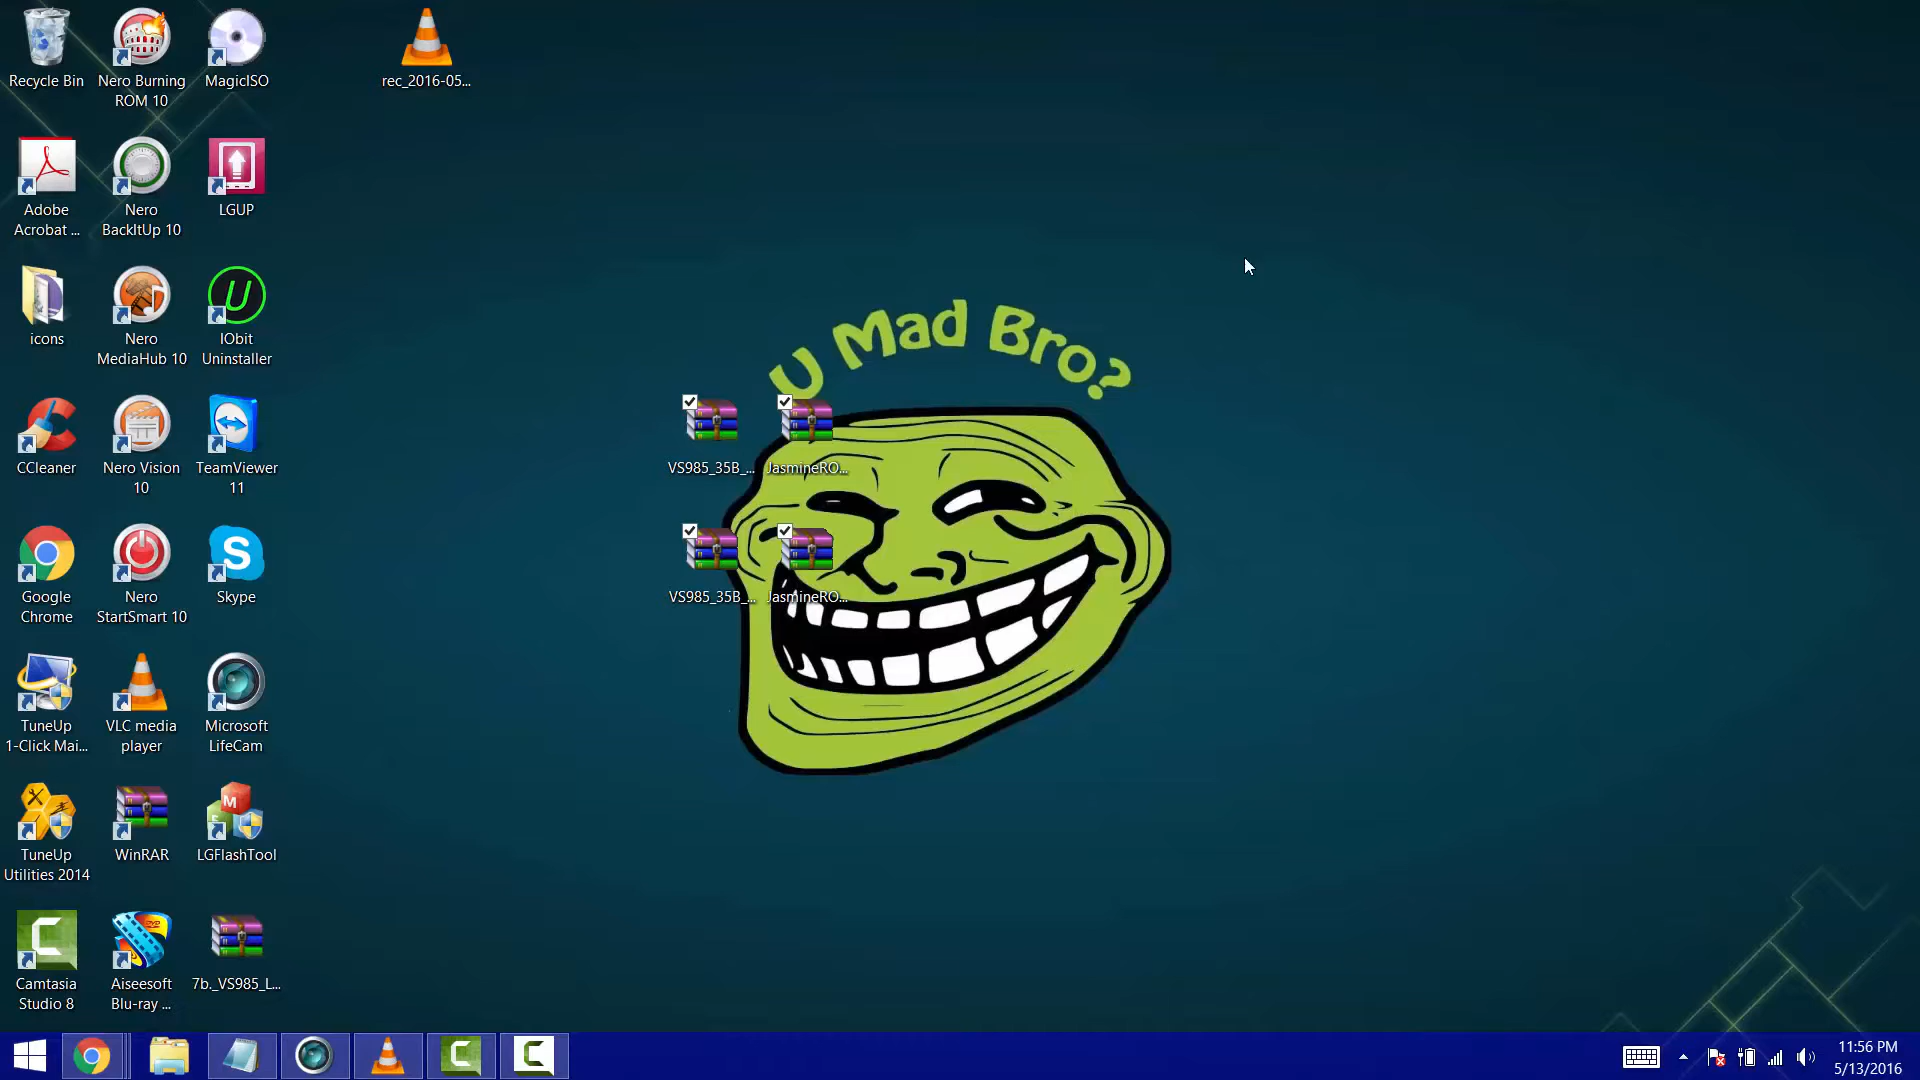 Recycle Bin
Nero Burning
ROM 10
MagicISO
rec_2016-05...
Adobe
Acrobat ...
Nero
BackItUp 10
LGUP
icons
Nero
MediaHub 10
IObit
Uninstaller
U Mad Bro?
CCleaner
Nero Vision
10
TeamViewer
11
VS985_35B_...
JasmineRO...
Google
Chrome
Nero
StartSmart 10
Skype
VS985_35B_...
JasmineRO...
TuneUp
1-Click Mai...
VLC media
player
Microsoft
LifeCam
TuneUp
Utilities 2014
WinRAR
LGFlashTool
Camtasia
Studio 8
Aiseesoft
Blu-ray ...
7b._VS985_L...
11:56 PM
5/13/2016